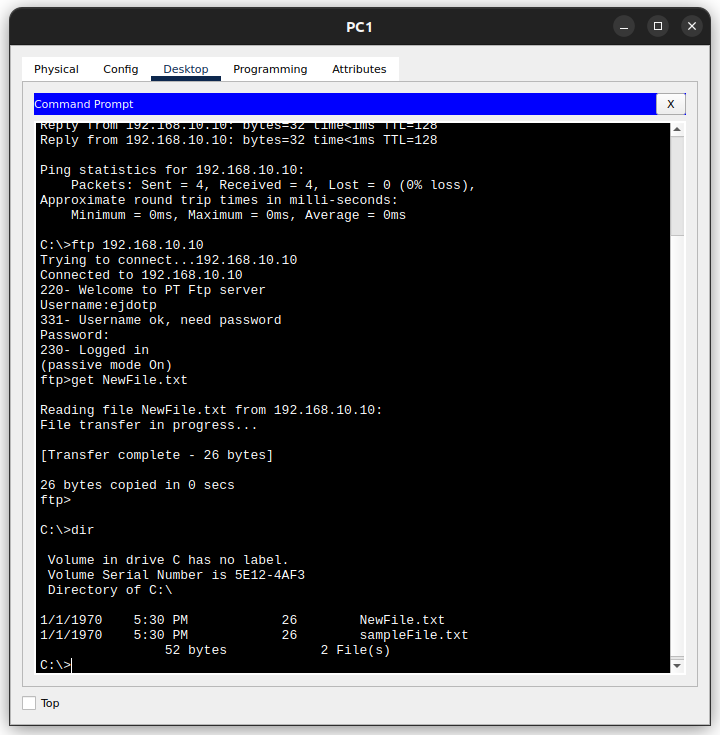 PC1
Physical Config Desktop Programming Attributes
Command Prompt X
Reply from 192.168.10.10: bytes=32 time<1ms TTL=128
Reply from 192.168.10.10: bytes=32 time<1ms TTL=128
Ping statistics for 192.168.10.10:
Packets: Sent = 4, Received = 4, Lost = 0 (0% loss),
Approximate round trip times in milli-seconds:
Minimum = 0ms, Maximum = 0ms, Average = 0ms
C:\>ftp 192.168.10.10
Trying to connect...192.168.10.10
Connected to 192.168.10.10
220- Welcome to PT Ftp server
Username:ejdotp
331- Username ok, need password
Password:
230- Logged in
(passive mode On)
ftp>get NewFile.txt
Reading file NewFile.txt from 192.168.10.10:
File transfer in progress...
[Transfer complete - 26 bytes]
26 bytes copied in 0 secs
ftp>
C:\>dir
Volume in drive C has no label.
Volume Serial Number is 5E12-4AF3
Directory of C:\
1/1/1970 5:30 PM 26 NewFile.txt
1/1/1970 5:30 PM 26 sampleFile.txt
52 bytes 2 File(s)
C:\>
Top